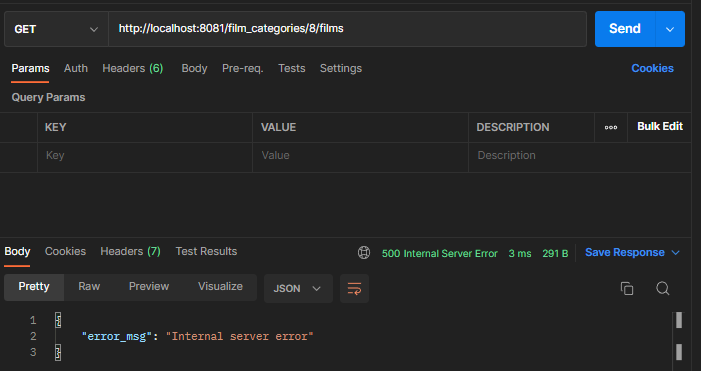 GET http://localhost:8081/film_categories/8/films Send
Params Auth Headers (6) Body Pre-req. Tests Settings Cookies
Query Params
KEY VALUE DESCRIPTION ooo Bulk Edit
Key Value Description
Body Cookies Headers (7) Test Results 500 Internal Server Error 3 ms 291 B Save Response
Pretty Raw Preview Visualize JSON
1 {
2 "error_msg": "Internal server error"
3 }